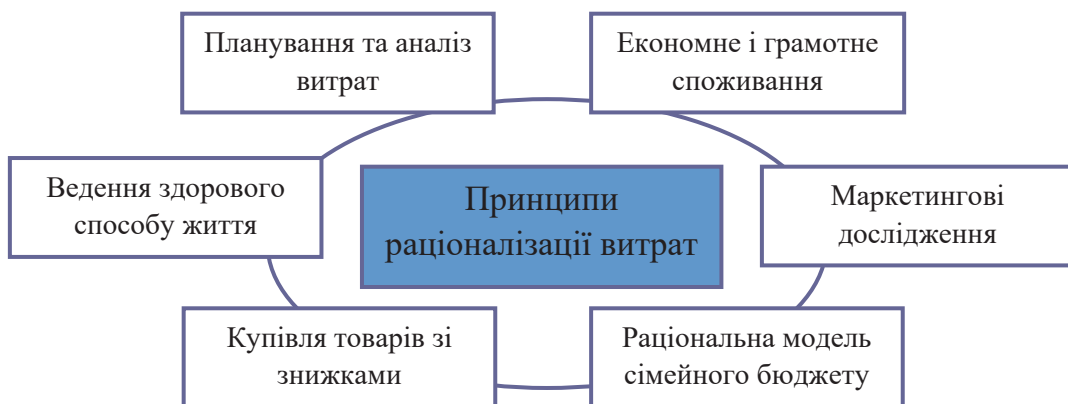 Планування та аналіз
витрат
Економне і грамотне
споживання
Ведення здорового
способу життя
Принципи
раціоналізації витрат
Маркетингові
дослідження
Купівля товарів зі
знижками
Раціональна модель
сімейного бюджету